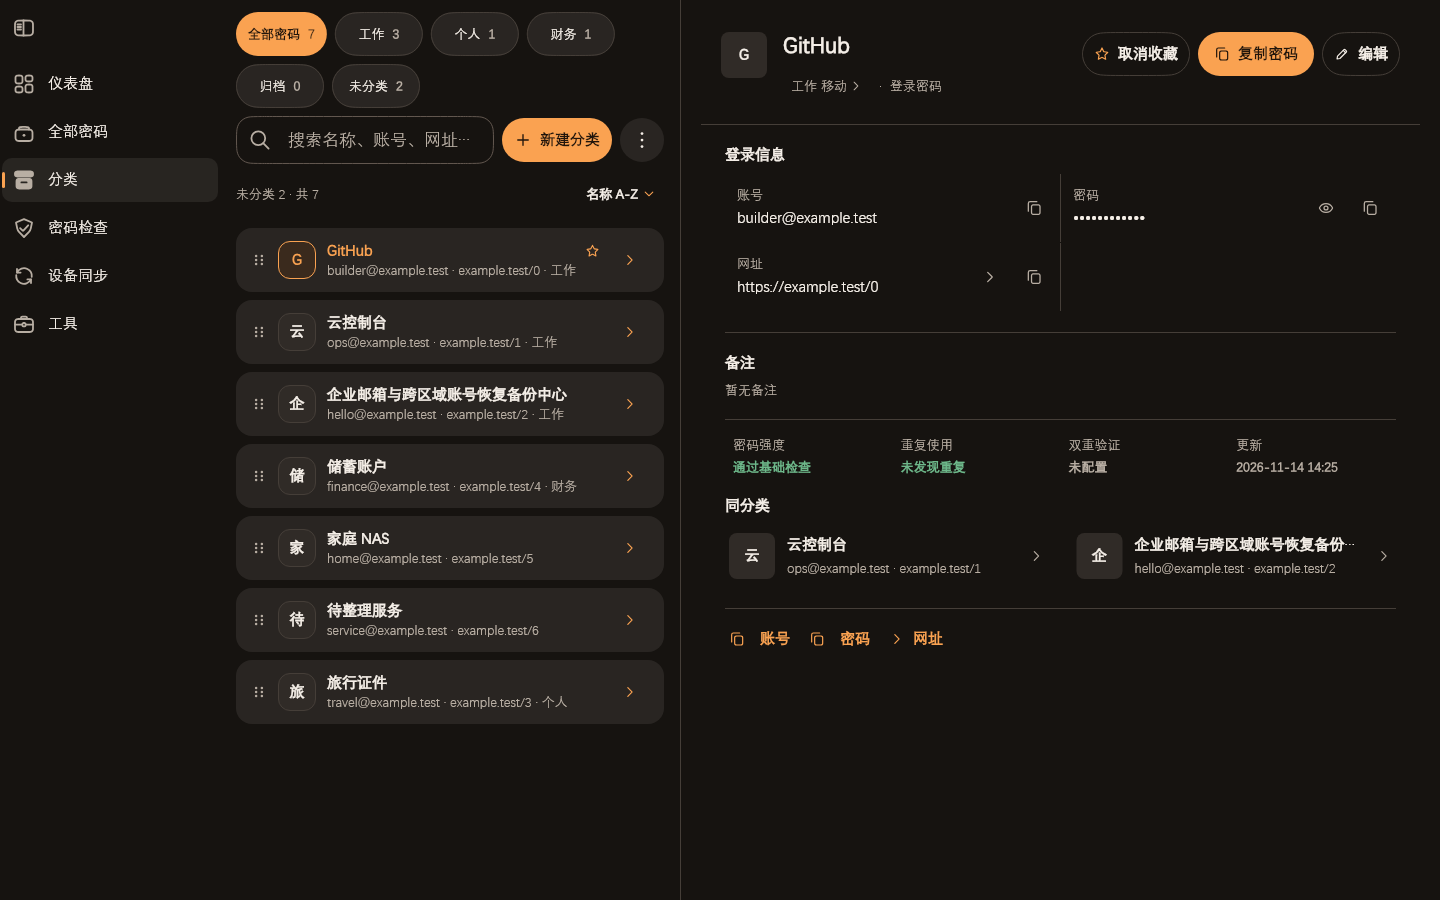 仪表盘
全部密码
分类
密码检查
设备同步
工具
全部密码 7
工作 3
个人 1
财务 1
归档 0
未分类 2
搜索名称、账号、网址…
新建分类
未分类 2 · 共 7
名称 A-Z
G
GitHub
builder@example.test · example.test/0 · 工作
云
云控制台
ops@example.test · example.test/1 · 工作
企
企业邮箱与跨区域账号恢复备份中心
hello@example.test · example.test/2 · 工作
储
储蓄账户
finance@example.test · example.test/4 · 财务
家
家庭 NAS
home@example.test · example.test/5
待
待整理服务
service@example.test · example.test/6
旅
旅行证件
travel@example.test · example.test/3 · 个人
G
GitHub
工作 移动 · 登录密码
取消收藏
复制密码
编辑
登录信息
账号
builder@example.test
密码
••••••••••••
网址
https://example.test/0
备注
暂无备注
密码强度
通过基础检查
重复使用
未发现重复
双重验证
未配置
更新
2026-11-14 14:25
同分类
云
云控制台
ops@example.test · example.test/1
企
企业邮箱与跨区域账号恢复备份…
hello@example.test · example.test/2
账号
密码
网址